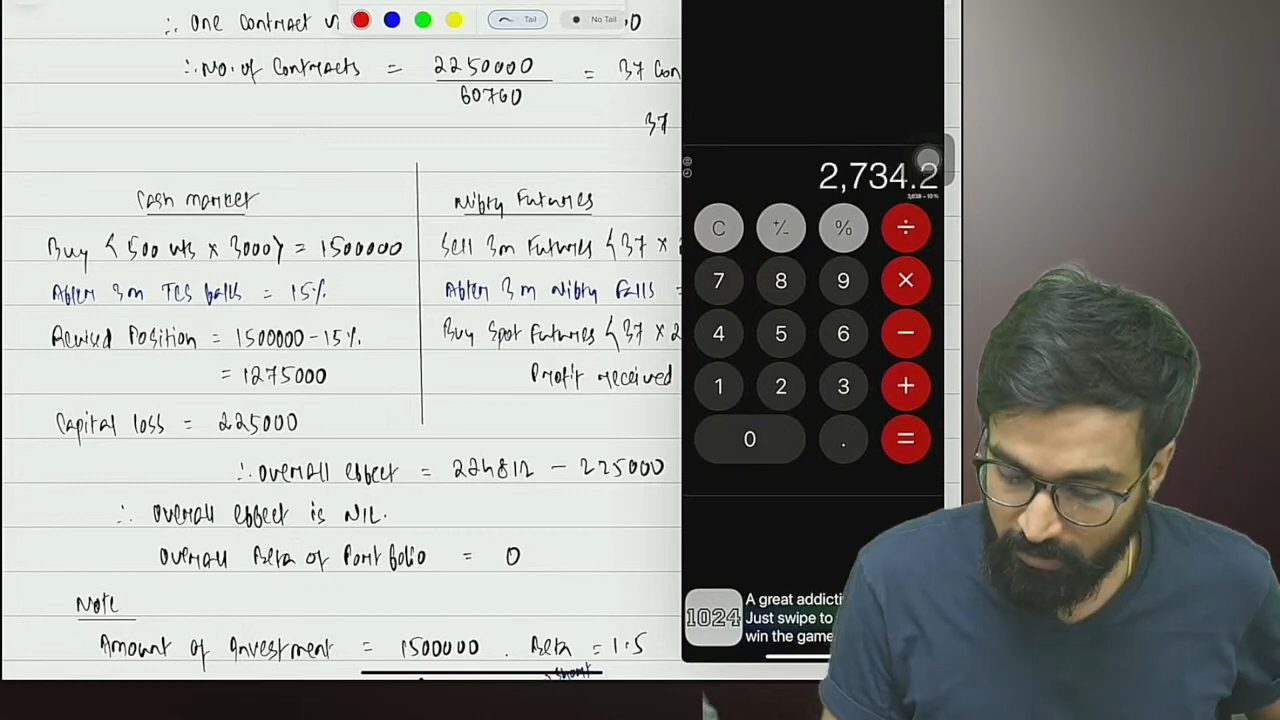 ∴ One Contract
Tail
No Tail
∴ No. of Contracts = 2250000 / 60760 = 37 Con
37
Cash market
Buy { 500 uts x 3000 } = 1500000
After 3m TCS falls = 15%
Revised Position = 1500000 - 15%
= 1275000
Capital loss = 225000
Nifty Futures
Sell 3m Futures { 37 x 2
After 3m Nifty Falls =
Buy Spot Futures { 37 x 2
Profit received
∴ overall effect = 224812 - 225000
∴ overall effect is NIL.
Overall Beta of Portfolio = 0
Note
Amount of Investment = 1500000 . Beta = 1.5
short
2,734.2
C +/- % ÷
7 8 9 ×
4 5 6 −
1 2 3 +
0 . =
1024
A great addicti
Just swipe to
win the game